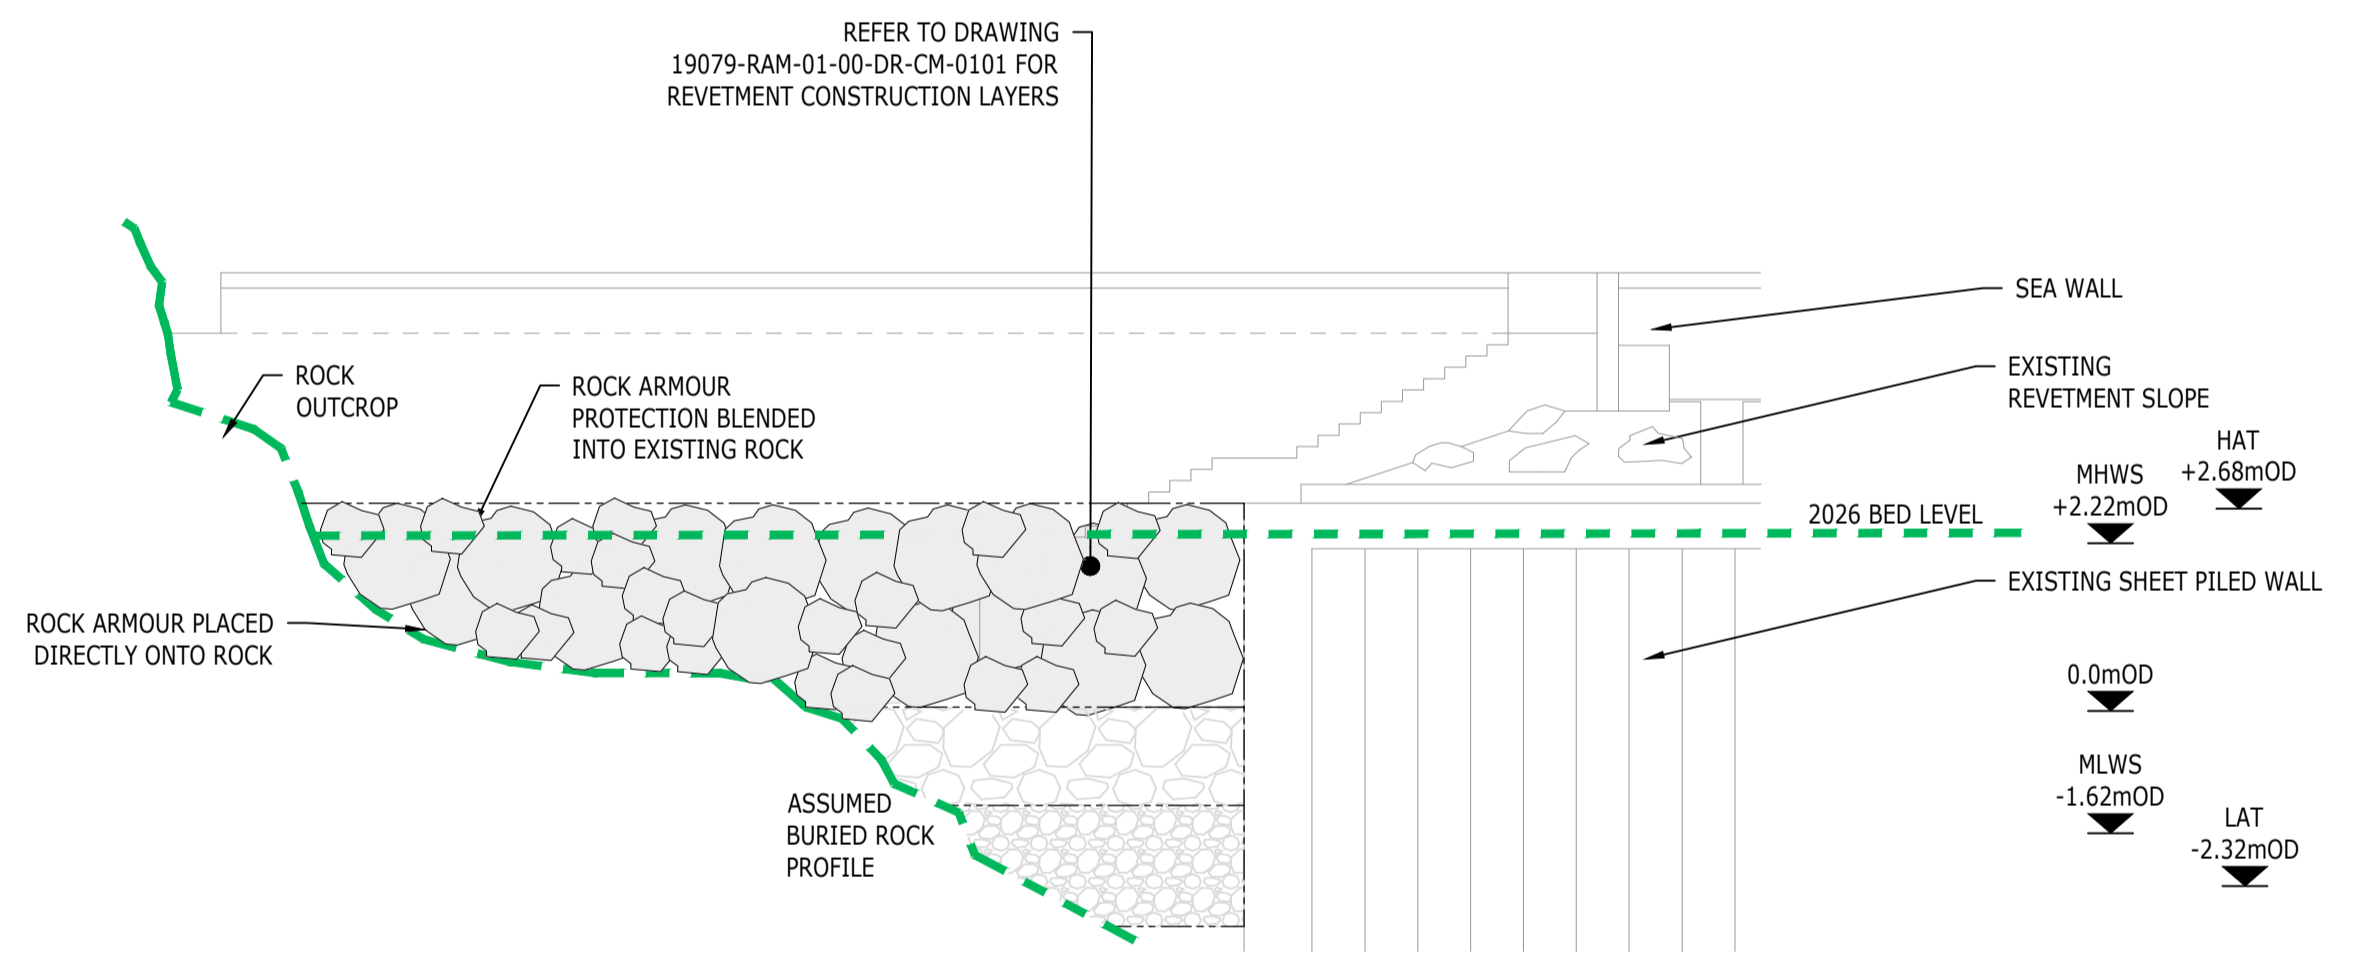 REFER TO DRAWING
19079-RAM-01-00-DR-CM-0101 FOR
REVETMENT CONSTRUCTION LAYERS
SEA WALL
EXISTING
REVETMENT SLOPE
ROCK
OUTCROP
ROCK ARMOUR
PROTECTION BLENDED
INTO EXISTING ROCK
HAT
+2.68mOD
MHWS
+2.22mOD
2026 BED LEVEL
EXISTING SHEET PILED WALL
ROCK ARMOUR PLACED
DIRECTLY ONTO ROCK
0.0mOD
MLWS
-1.62mOD
ASSUMED
BURIED ROCK
PROFILE
LAT
-2.32mOD